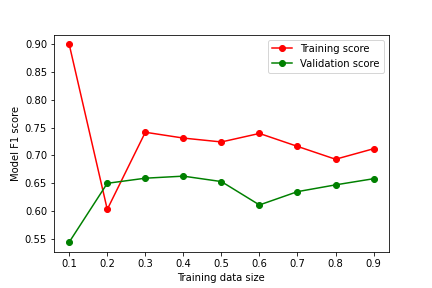 Training score
Validation score
Model F1 score
0.90
0.85
0.80
0.75
0.70
0.65
0.60
0.55
0.1 0.2 0.3 0.4 0.5 0.6 0.7 0.8 0.9
Training data size